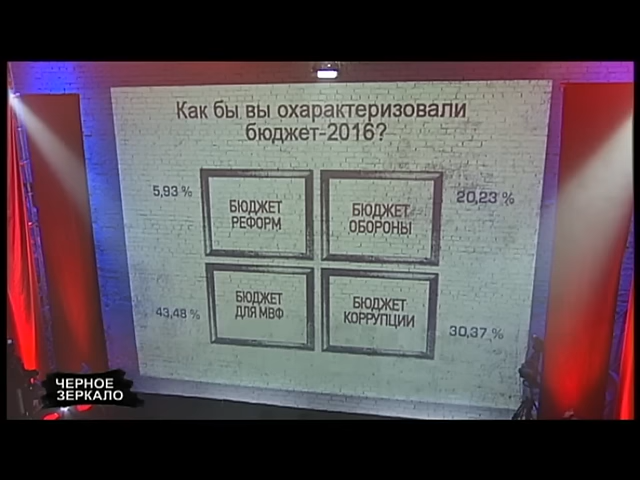 Как бы вы охарактеризовали
бюджет-2016?
5,93 %
БЮДЖЕТ
РЕФОРМ
БЮДЖЕТ
ОБОРОНЫ
20,23 %
43,48 %
БЮДЖЕТ
ДЛЯ МВФ
БЮДЖЕТ
КОРРУПЦИИ
30,37 %
ЧЕРНОЕ
ЗЕРКАЛО